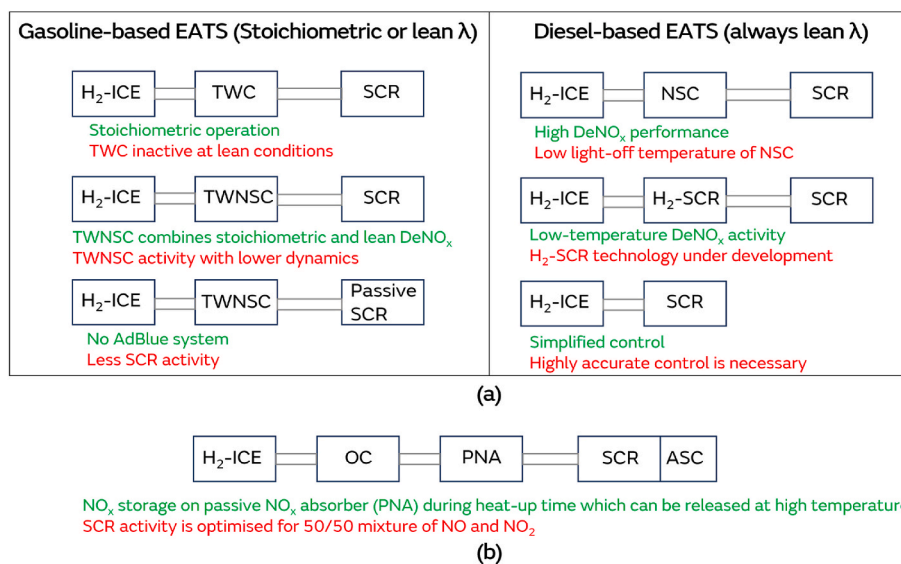 Gasoline-based EATS (Stoichiometric or lean λ)
H₂-ICE TWC SCR
Stoichiometric operation
TWC inactive at lean conditions
H₂-ICE TWNSC SCR
TWNSC combines stoichiometric and lean DeNOₓ
TWNSC activity with lower dynamics
H₂-ICE TWNSC Passive SCR
No AdBlue system
Less SCR activity
Diesel-based EATS (always lean λ)
H₂-ICE NSC SCR
High DeNOₓ performance
Low light-off temperature of NSC
H₂-ICE H₂-SCR SCR
Low-temperature DeNOₓ activity
H₂-SCR technology under development
H₂-ICE SCR
Simplified control
Highly accurate control is necessary
(a)
H₂-ICE OC PNA SCR ASC
NOₓ storage on passive NOₓ absorber (PNA) during heat-up time which can be released at high temperature
SCR activity is optimised for 50/50 mixture of NO and NO₂
(b)